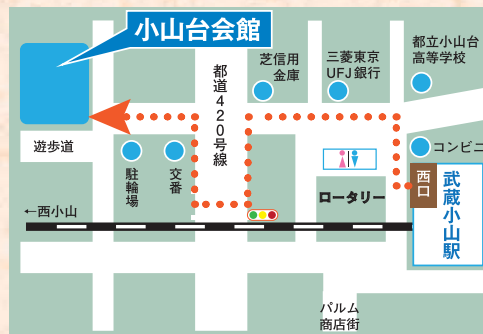 小山台会館
芝信用
金庫
三菱東京
UFJ銀行
都立小山台
高等学校
都道420号線
遊歩道
駐輪場
交番
コンビニ
西口
武蔵小山駅
ロータリー
←西小山
パルム
商店街